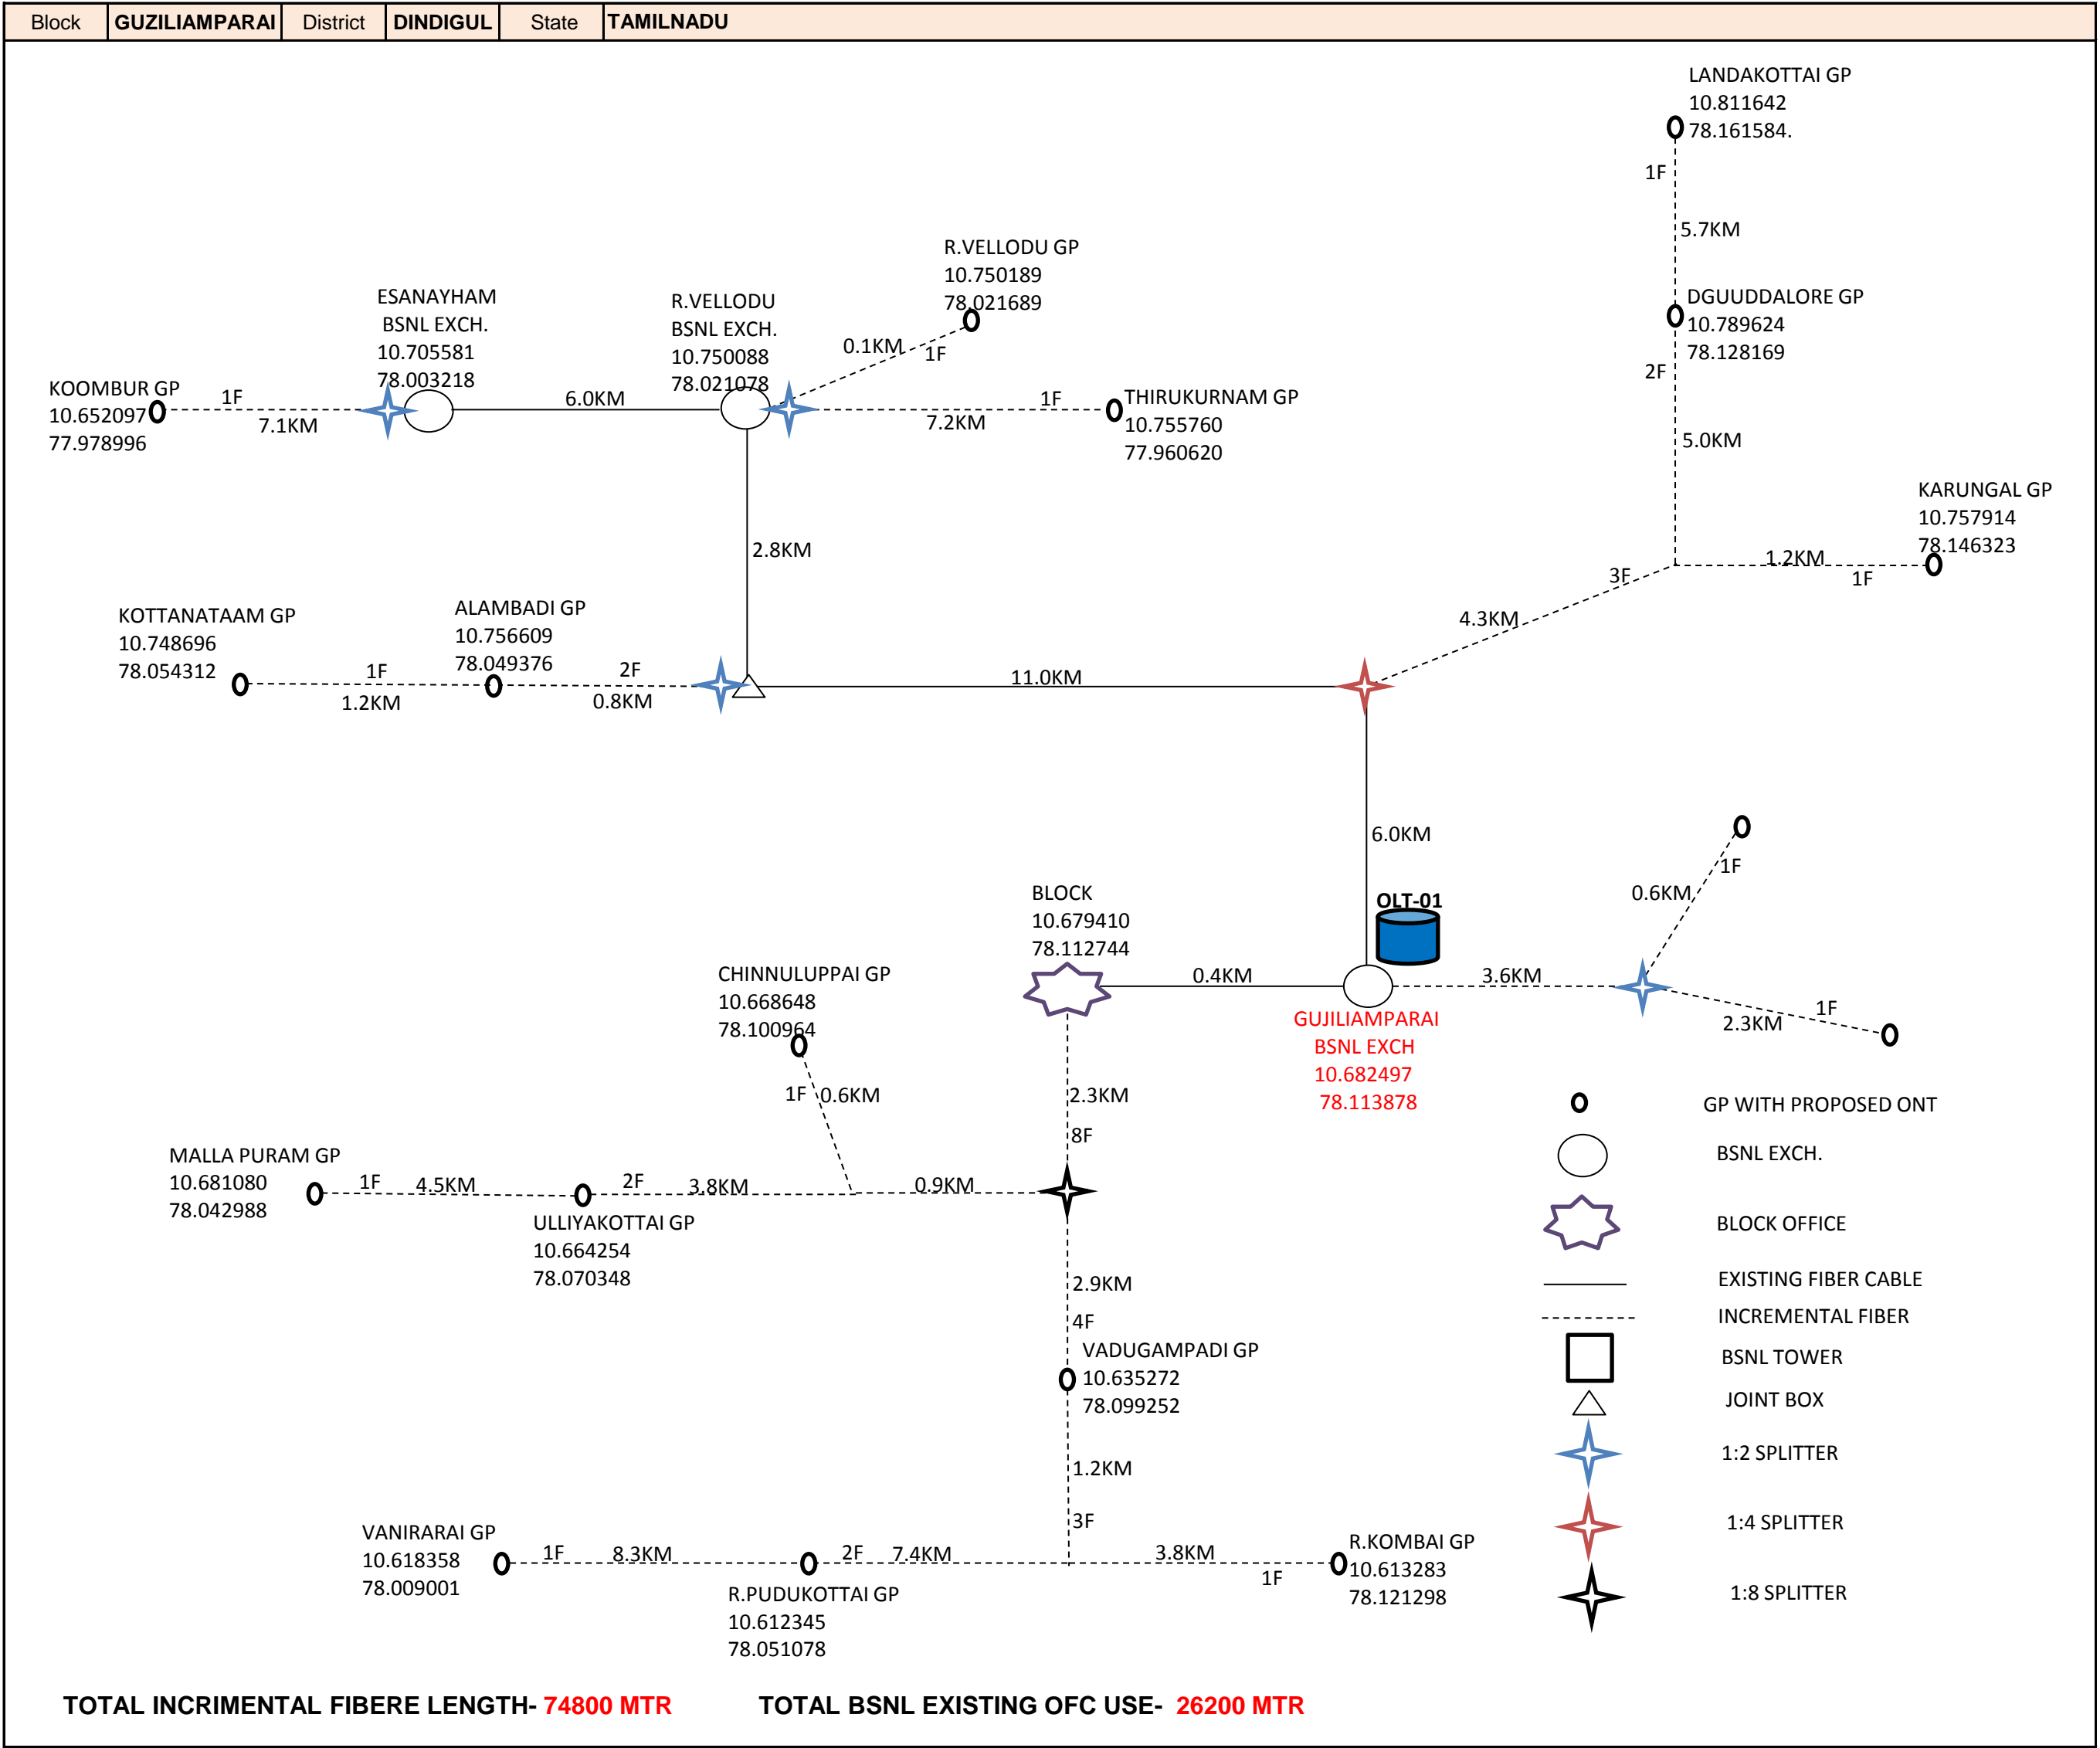 Block GUZILIAMPARAI District DINDIGUL State TAMILNADU
LANDAKOTTAI GP
10.811642
78.161584.
1F
5.7KM
R.VELLODU GP
10.750189
78.021689
ESANAYHAM
BSNL EXCH.
10.705581
78.003218
R.VELLODU
BSNL EXCH.
10.750088
78.021078
DGUUDDALORE GP
10.789624
78.128169
0.1KM
1F
2F
KOOMBUR GP
10.652097
77.978996
1F
7.1KM
6.0KM
1F
7.2KM
THIRUKURNAM GP
10.755760
77.960620
5.0KM
KARUNGAL GP
10.757914
78.146323
2.8KM
1.2KM
1F
3F
4.3KM
KOTTANATAAM GP
10.748696
78.054312
ALAMBADI GP
10.756609
78.049376
1F
1.2KM
2F
0.8KM
11.0KM
6.0KM
1F
0.6KM
BLOCK
10.679410
78.112744
OLT-01
0.4KM
3.6KM
1F
2.3KM
CHINNULUPPAI GP
10.668648
78.100964
GUJILIAMPARAI
BSNL EXCH
10.682497
78.113878
1F 0.6KM
2.3KM
8F
GP WITH PROPOSED ONT
BSNL EXCH.
BLOCK OFFICE
EXISTING FIBER CABLE
INCREMENTAL FIBER
BSNL TOWER
JOINT BOX
1:2 SPLITTER
1:4 SPLITTER
1:8 SPLITTER
MALLA PURAM GP
10.681080
78.042988
1F 4.5KM
2F 3.8KM
0.9KM
ULLIYAKOTTAI GP
10.664254
78.070348
2.9KM
4F
VADUGAMPADI GP
10.635272
78.099252
1.2KM
3F
VANIRARAI GP
10.618358
78.009001
1F 8.3KM
2F 7.4KM
3.8KM
1F
R.KOMBAI GP
10.613283
78.121298
R.PUDUKOTTAI GP
10.612345
78.051078
TOTAL INCRIMENTAL FIBERE LENGTH- 74800 MTR TOTAL BSNL EXISTING OFC USE- 26200 MTR